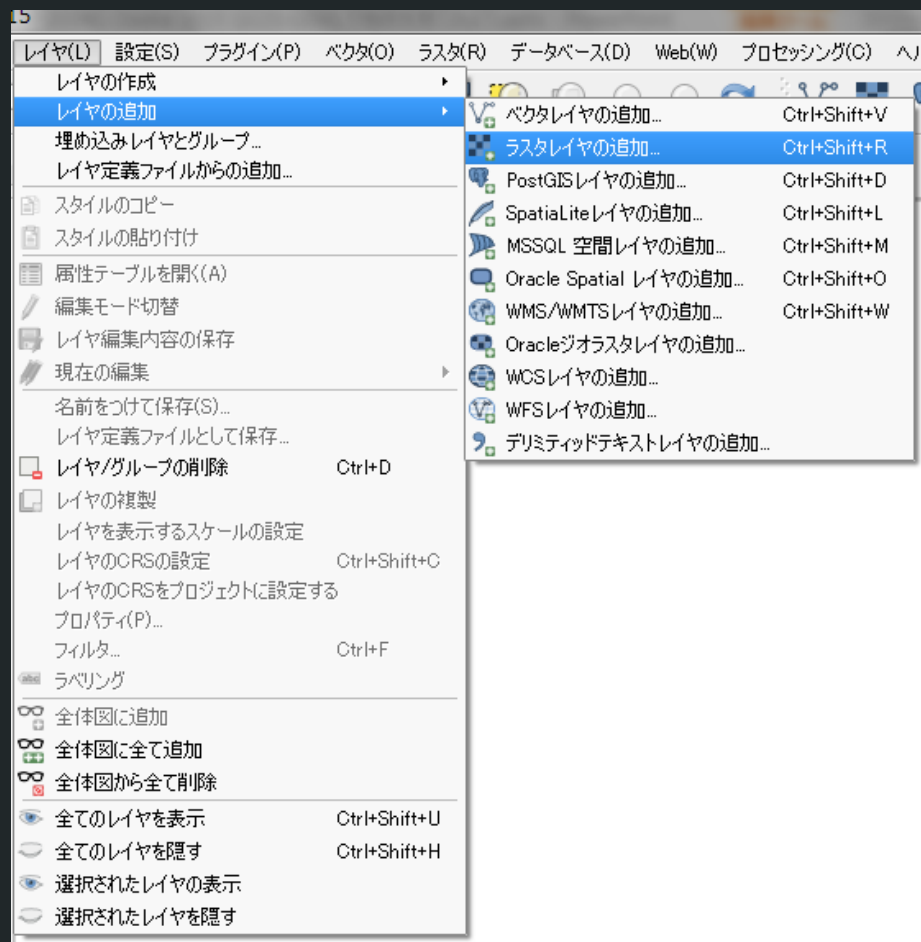 15
レイヤ(L) 設定(S) プラグイン(P) ベクタ(O) ラスタ(R) データベース(D) Web(W) プロセッシング(C)
レイヤの作成
レイヤの追加
埋め込みレイヤとグループ...
レイヤ定義ファイルからの追加...
スタイルのコピー
スタイルの貼り付け
属性テーブルを開く(A)
編集モード切替
レイヤ編集内容の保存
現在の編集
名前をつけて保存(S)...
レイヤ定義ファイルとして保存...
レイヤ/グループの削除 Ctrl+D
レイヤの複製
レイヤを表示するスケールの設定
レイヤのCRSの設定 Ctrl+Shift+C
レイヤのCRSをプロジェクトに設定する
プロパティ(P)...
フィルタ... Ctrl+F
abc ラベリング
全体図に追加
全体図に全て追加
全体図から全て削除
全てのレイヤを表示 Ctrl+Shift+U
全てのレイヤを隠す Ctrl+Shift+H
選択されたレイヤの表示
選択されたレイヤを隠す
ベクタレイヤの追加... Ctrl+Shift+V
ラスタレイヤの追加... Ctrl+Shift+R
PostGISレイヤの追加... Ctrl+Shift+D
SpatiaLiteレイヤの追加... Ctrl+Shift+L
MSSQL 空間レイヤの追加... Ctrl+Shift+M
Oracle Spatial レイヤの追加... Ctrl+Shift+O
WMS/WMTSレイヤの追加... Ctrl+Shift+W
Oracleジオラスタレイヤの追加...
WCSレイヤの追加...
WFSレイヤの追加...
デリミティッドテキストレイヤの追加...